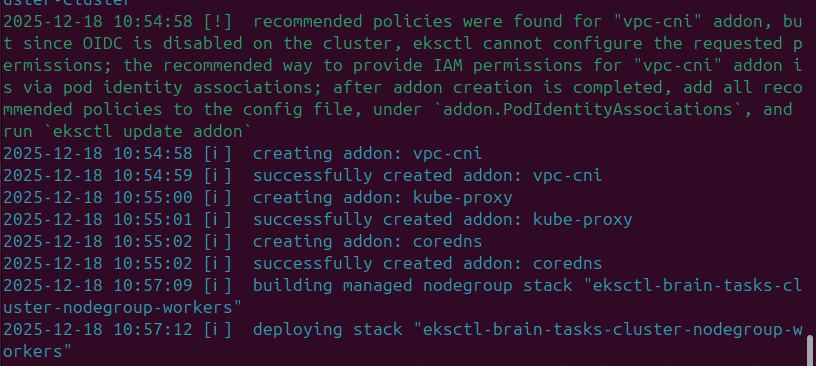 uster-cluster"
2025-12-18 10:54:58 [!]  recommended policies were found for "vpc-cni" addon, bu
t since OIDC is disabled on the cluster, eksctl cannot configure the requested p
ermissions; the recommended way to provide IAM permissions for "vpc-cni" addon i
s via pod identity associations; after addon creation is completed, add all reco
mmended policies to the config file, under `addon.PodIdentityAssociations`, and
run `eksctl update addon`
2025-12-18 10:54:58 [ℹ]  creating addon: vpc-cni
2025-12-18 10:54:59 [ℹ]  successfully created addon: vpc-cni
2025-12-18 10:55:00 [ℹ]  creating addon: kube-proxy
2025-12-18 10:55:01 [ℹ]  successfully created addon: kube-proxy
2025-12-18 10:55:02 [ℹ]  creating addon: coredns
2025-12-18 10:55:02 [ℹ]  successfully created addon: coredns
2025-12-18 10:57:09 [ℹ]  building managed nodegroup stack "eksctl-brain-tasks-cl
uster-nodegroup-workers"
2025-12-18 10:57:12 [ℹ]  deploying stack "eksctl-brain-tasks-cluster-nodegroup-w
orkers"